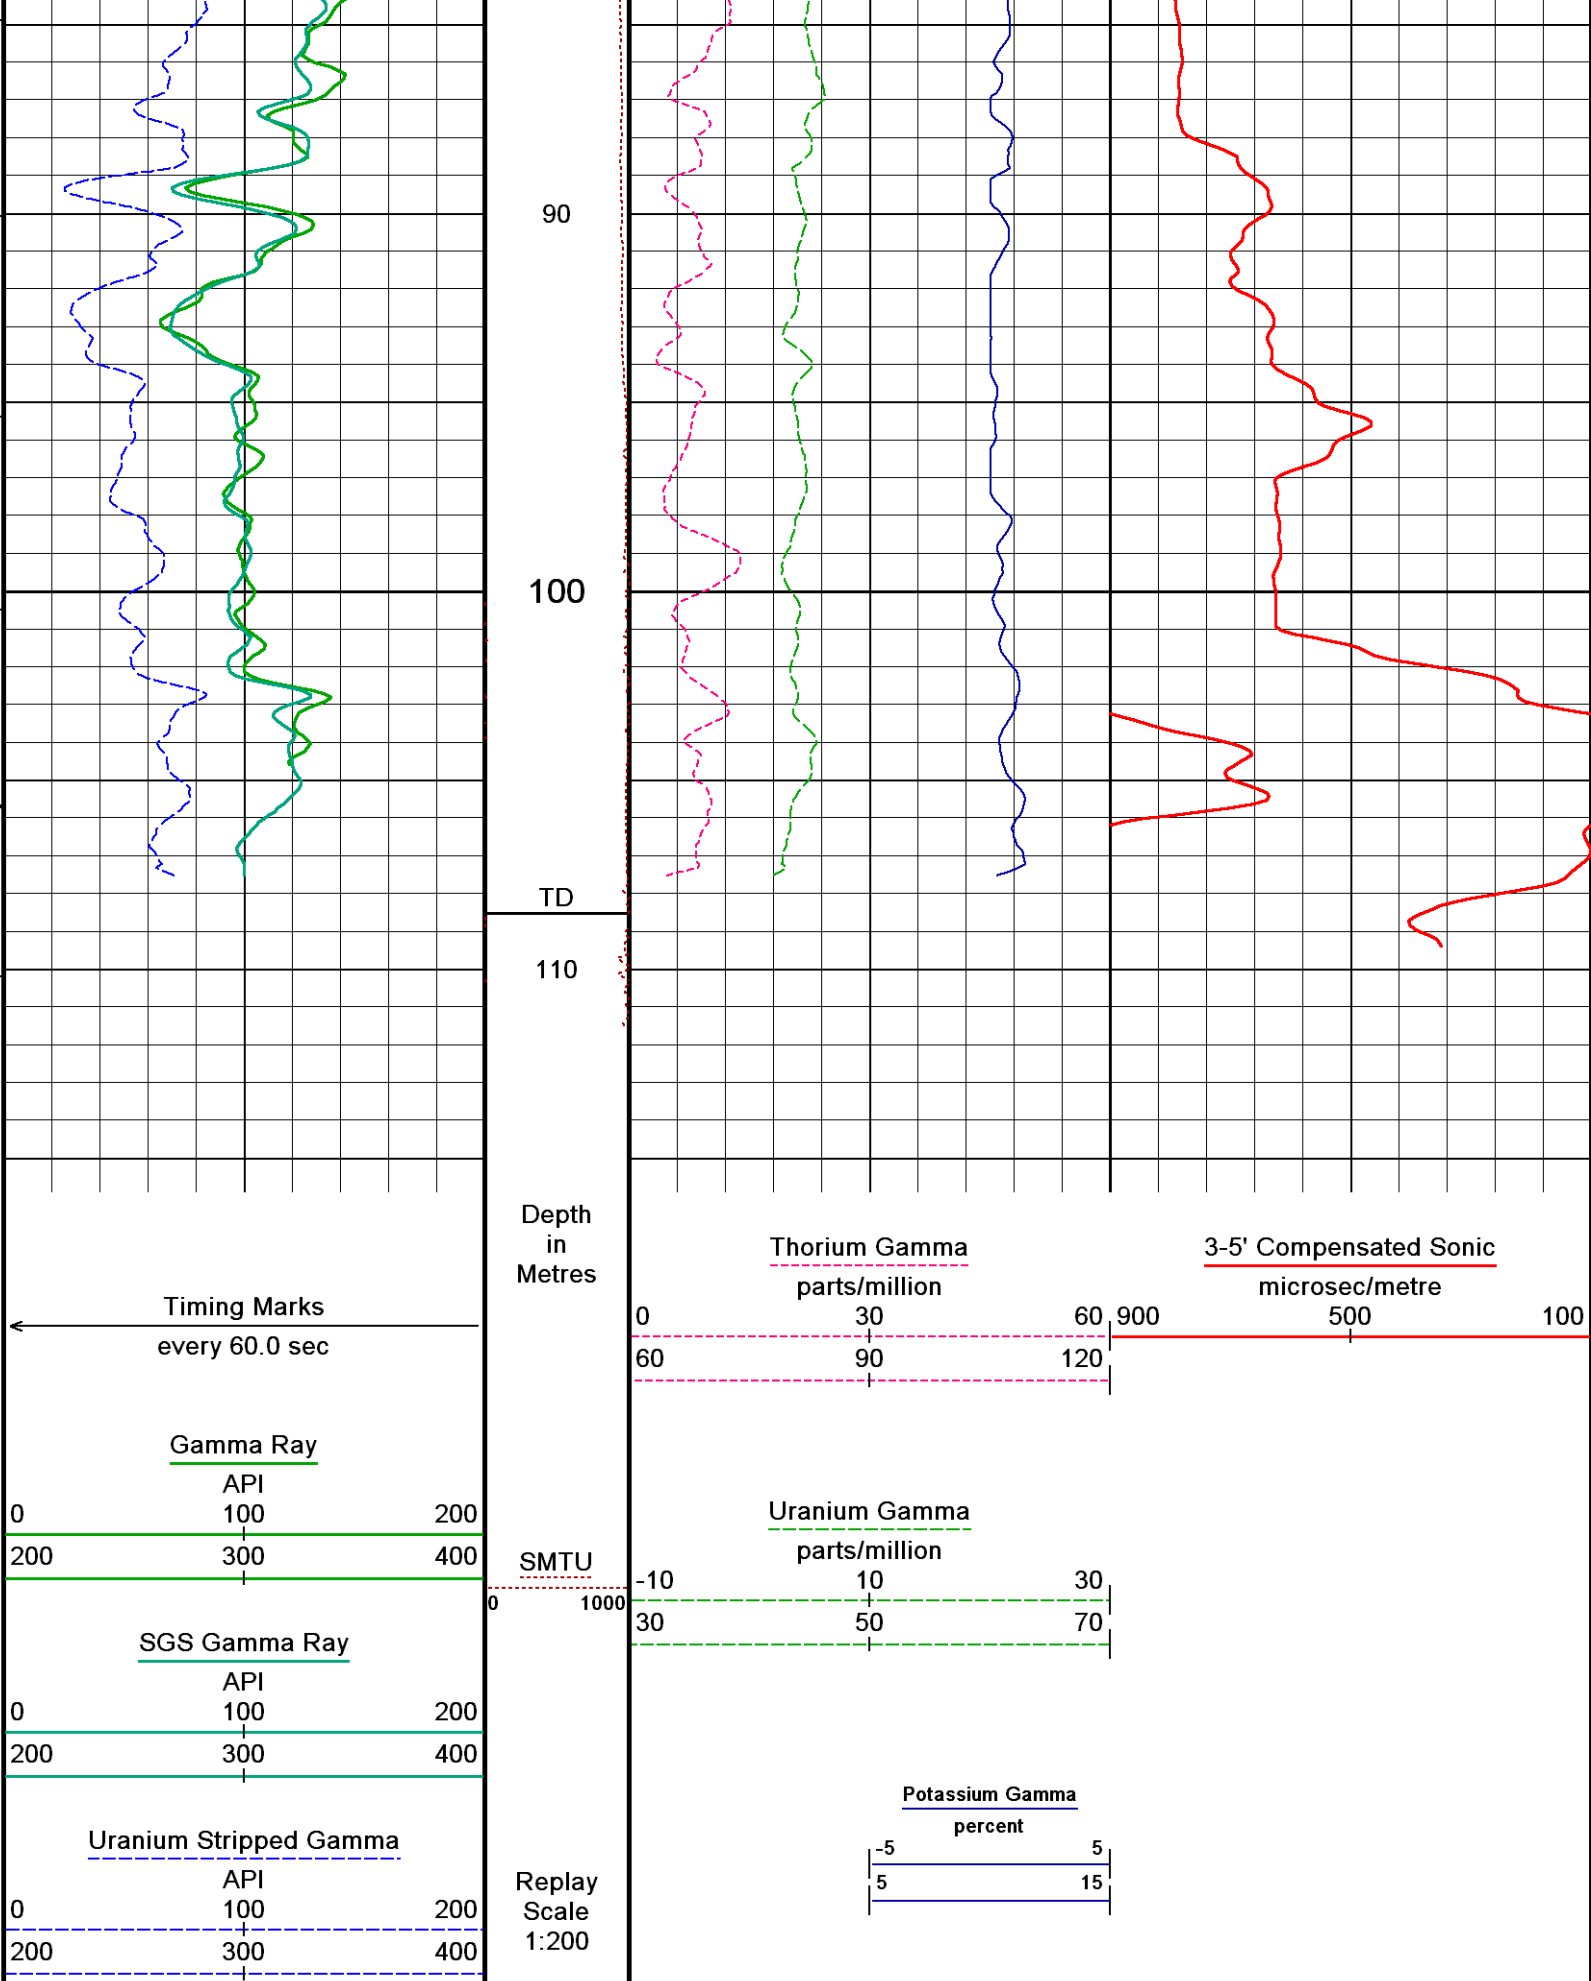 90
100
TD
110
Depth
in
Metres
Timing Marks
every 60.0 sec
Gamma Ray
API
0 100 200
200 300 400
SGS Gamma Ray
API
0 100 200
200 300 400
Uranium Stripped Gamma
API
0 100 200
200 300 400
SMTU
0 1000
Replay
Scale
1:200
Thorium Gamma
parts/million
0 30 60
60 90 120
Uranium Gamma
parts/million
-10 10 30
30 50 70
Potassium Gamma
percent
-5 5
5 15
3-5' Compensated Sonic
microsec/metre
900 500 100